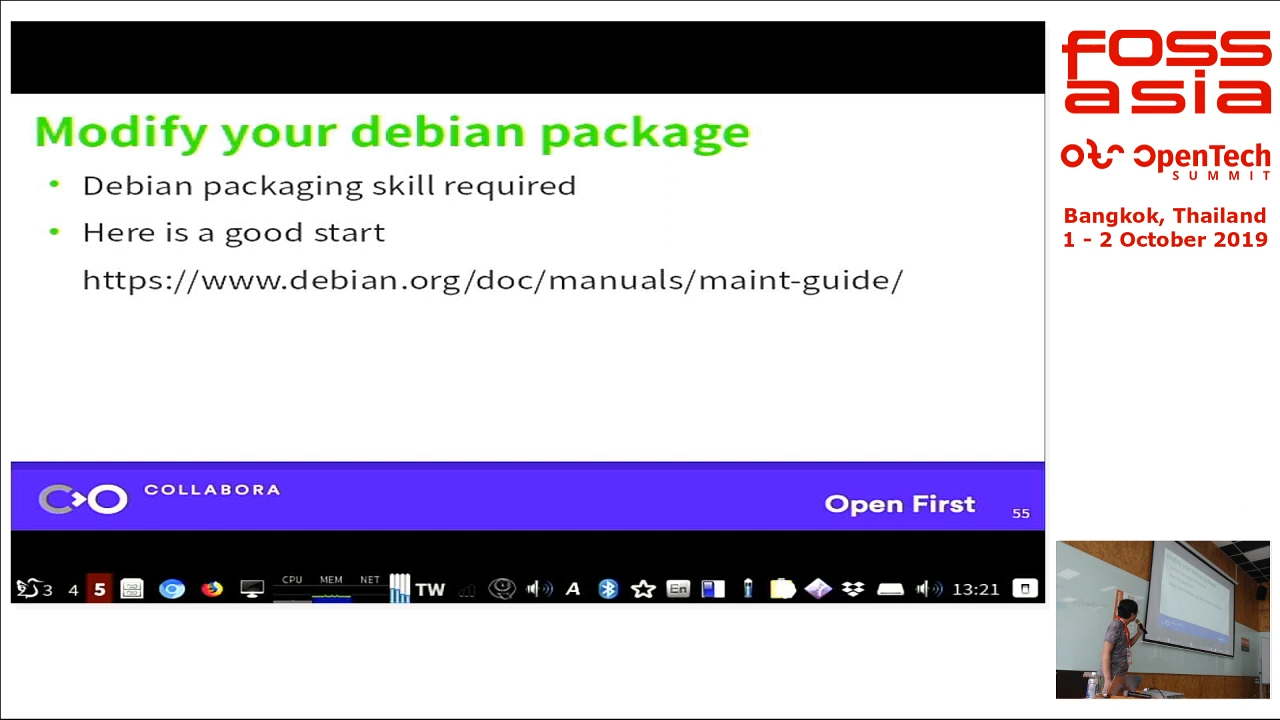 Modify your debian package
• Debian packaging skill required
• Here is a good start
https://www.debian.org/doc/manuals/maint-guide/
COLLABORA
Open First
55
3 4 5 CPU MEM NET TW A En 13:21
foss
asia
OpenTech
SUMMIT
Bangkok, Thailand
1 - 2 October 2019